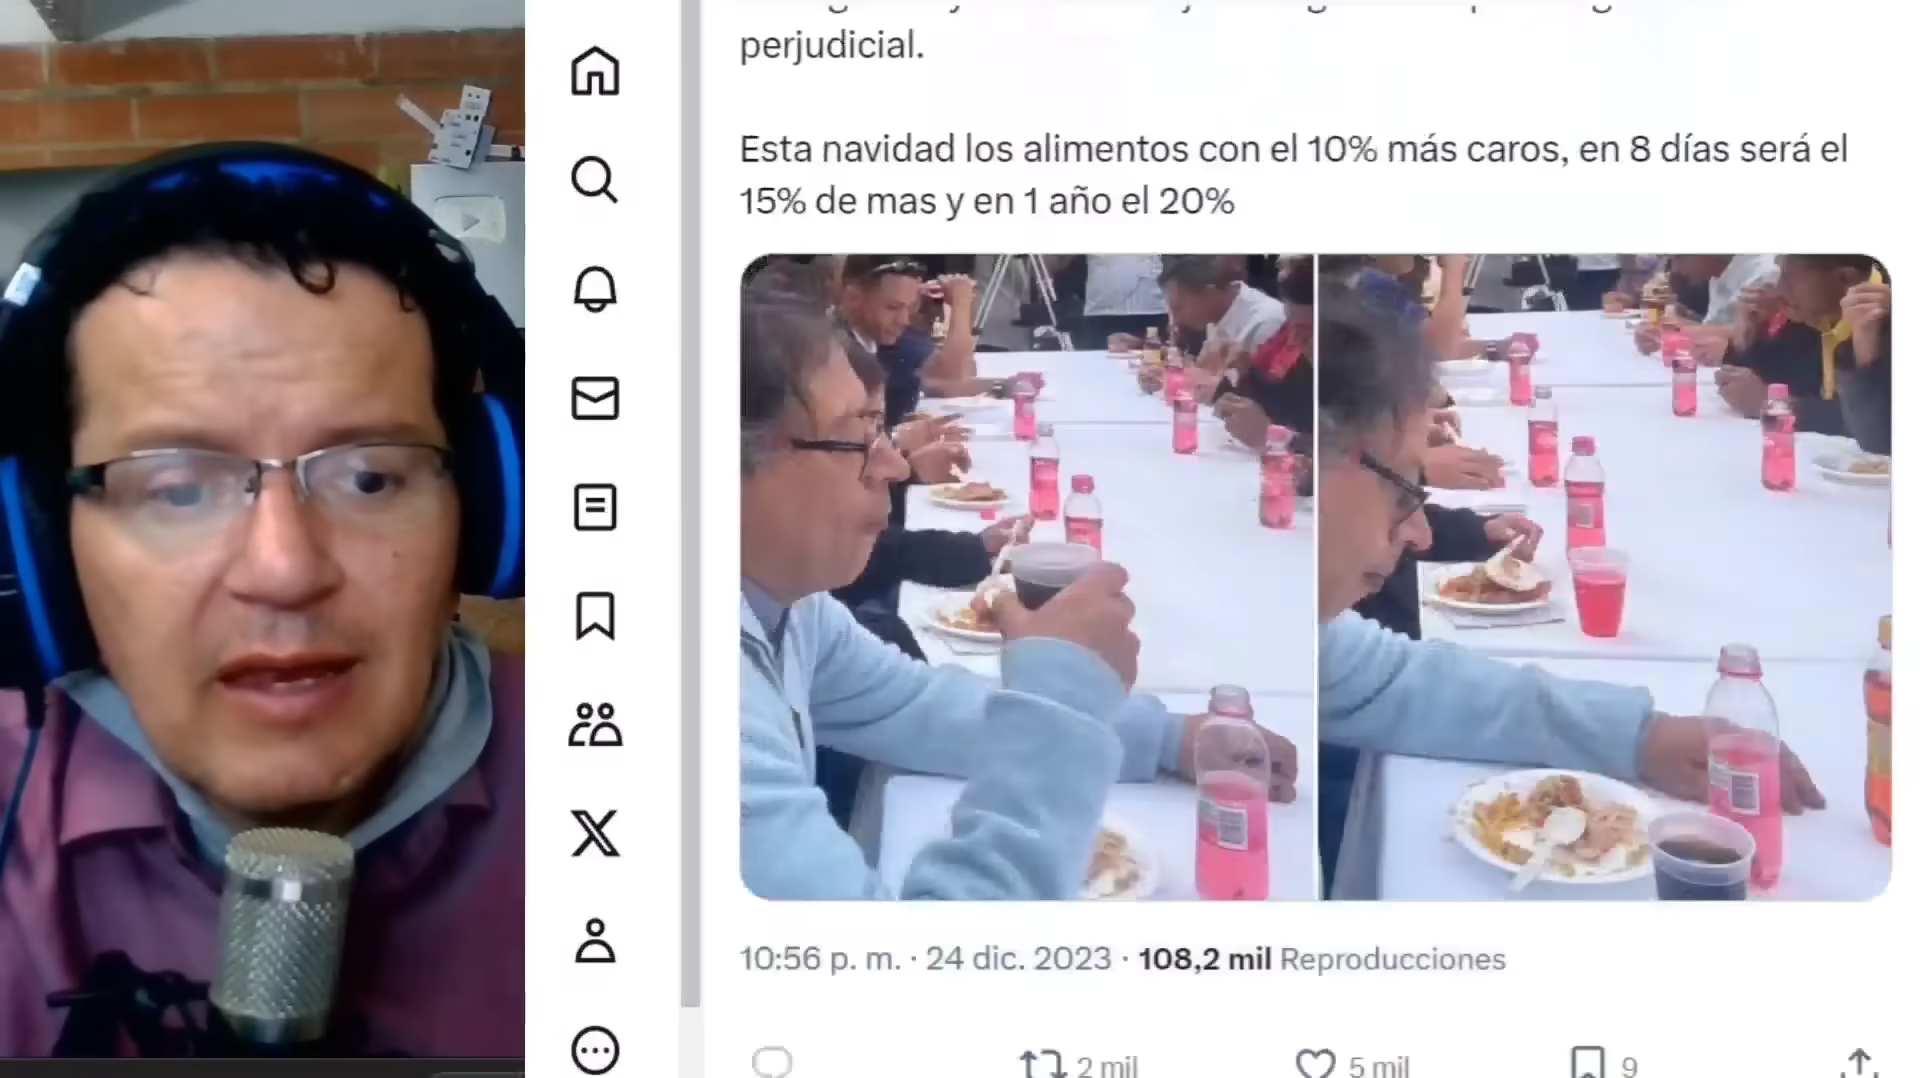 perjudicial.
Esta navidad los alimentos con el 10% más caros, en 8 días será el
15% de mas y en 1 año el 20%
10:56 p. m. · 24 dic. 2023 · 108,2 mil Reproducciones
2 mil 5 mil 9